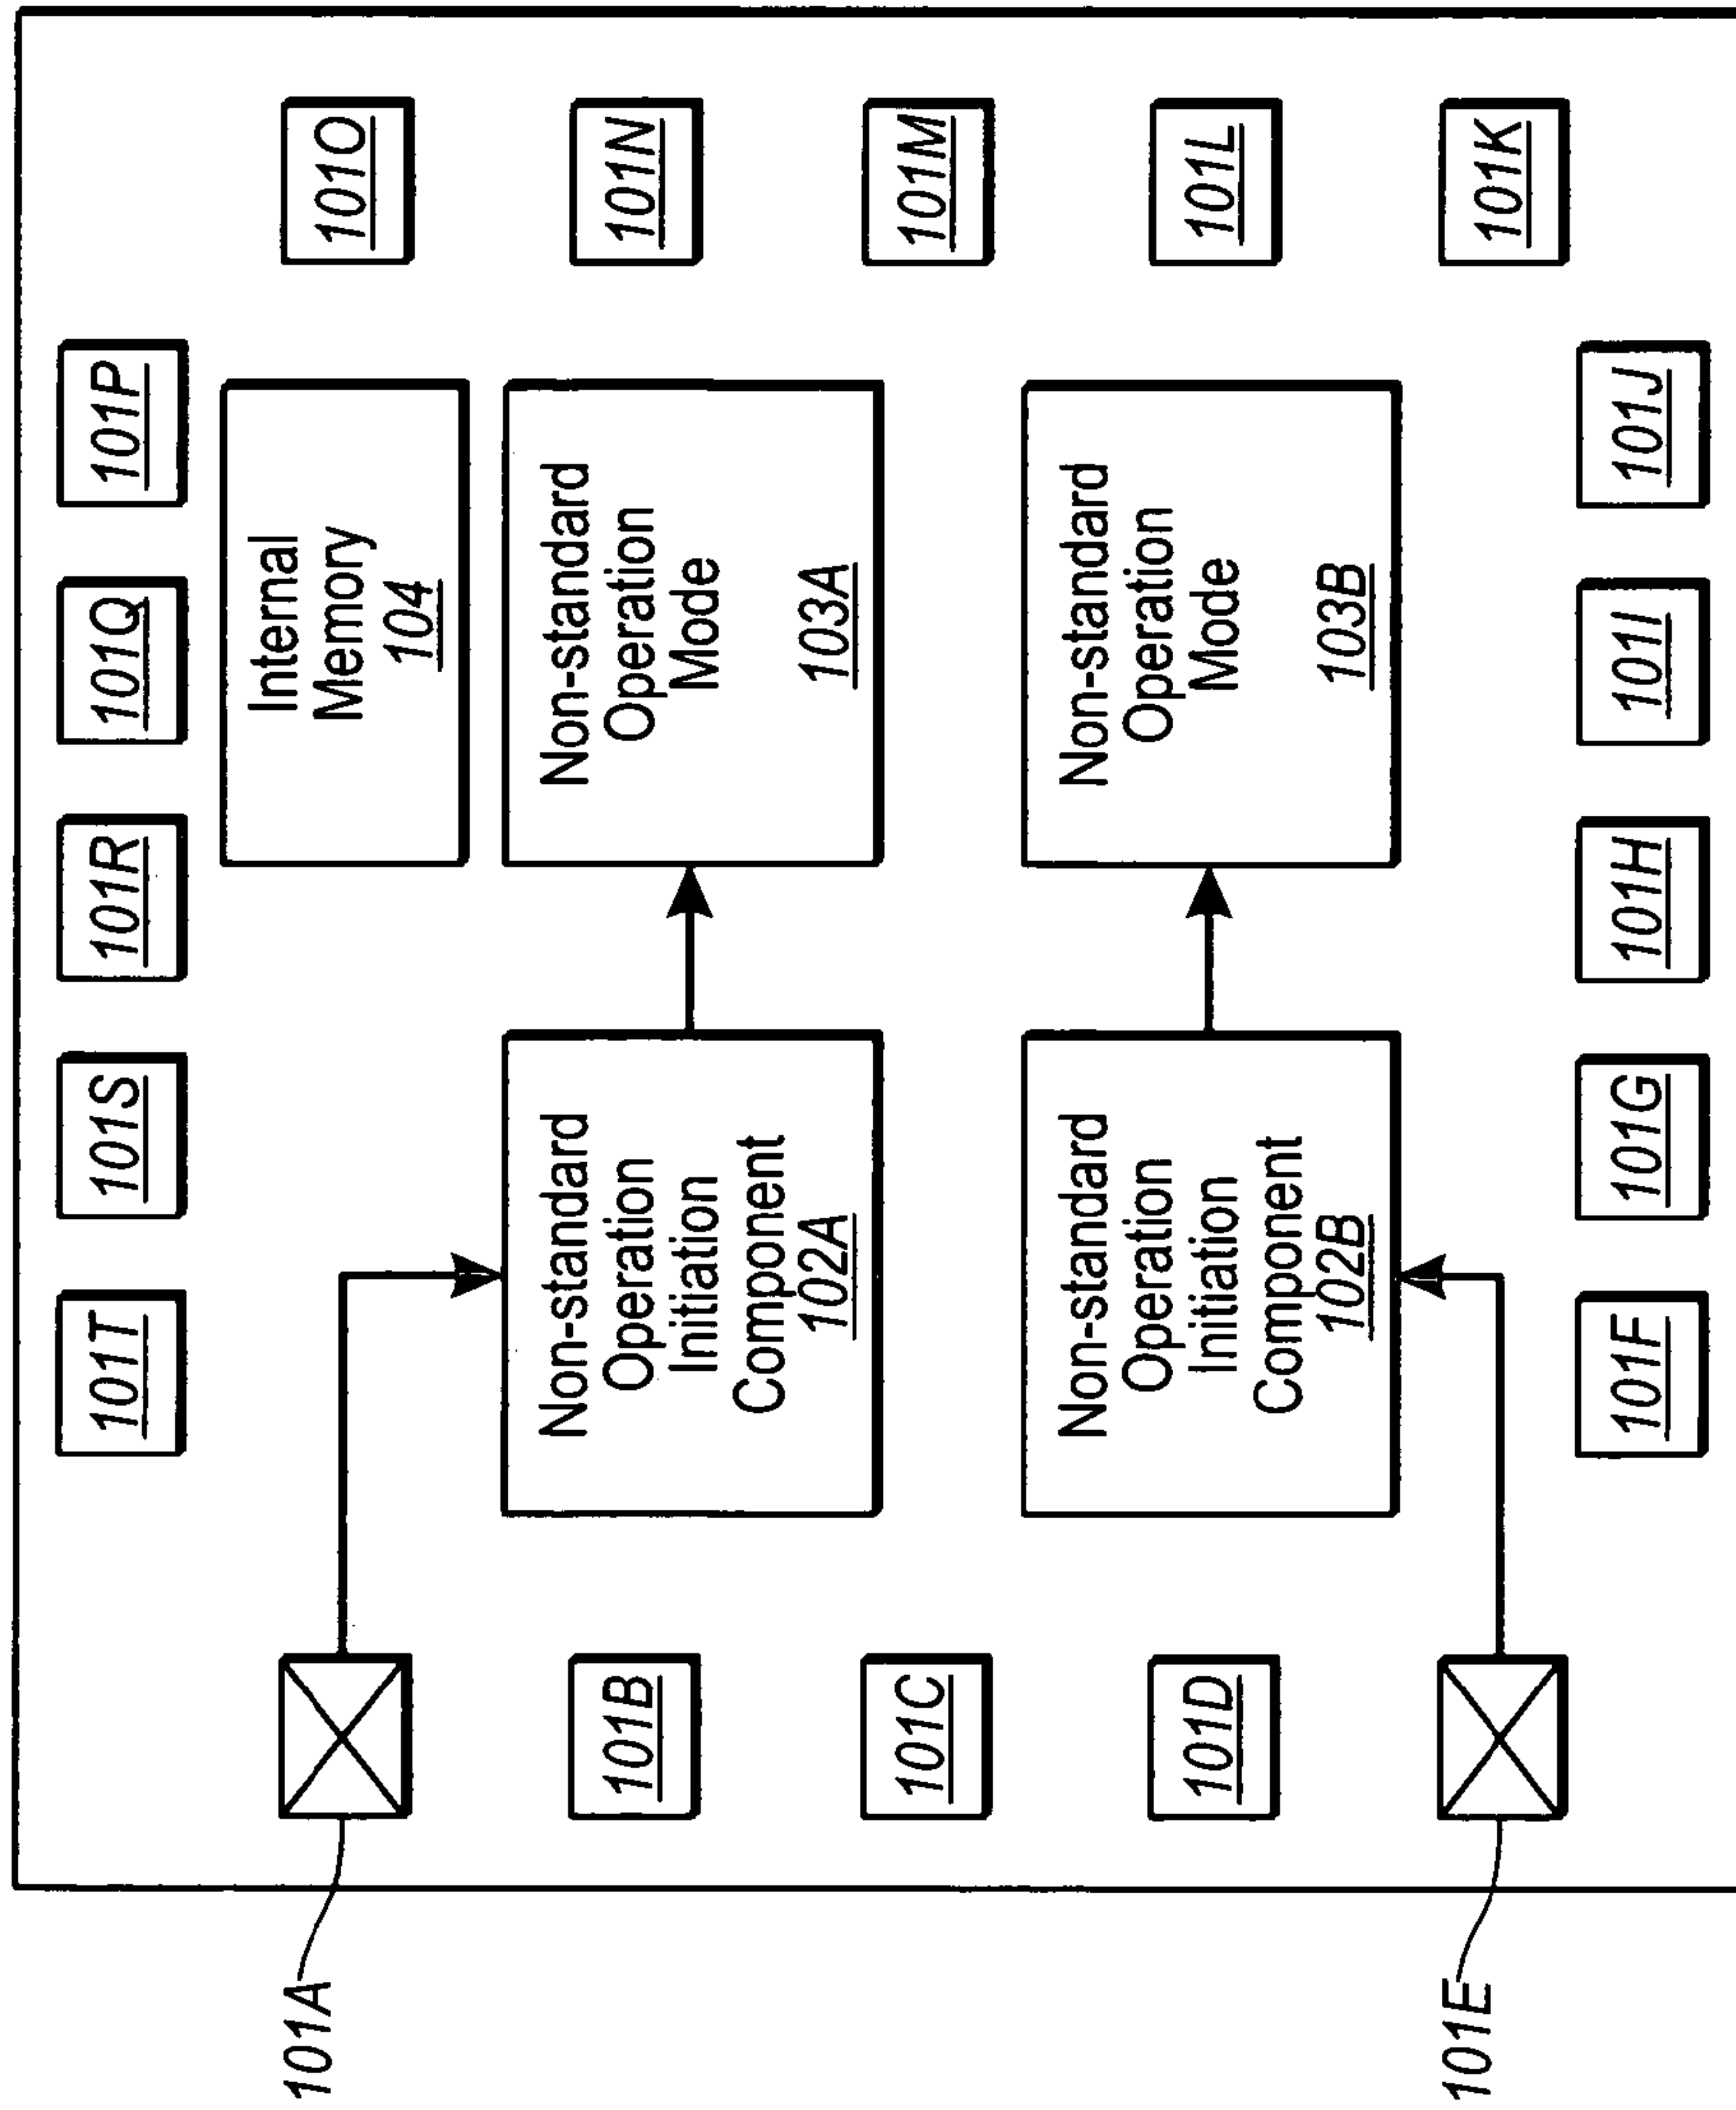 101A
101E
101T
101S
101R
101Q
101P
101B
101C
101D
Internal
Memory
104
Non-standard
Operation
Initiation
Component
102A
Non-standard
Operation
Mode
103A
Non-standard
Operation
Initiation
Component
102B
Non-standard
Operation
Mode
103B
101O
101N
101M
101L
101K
101F
101G
101H
101I
101J